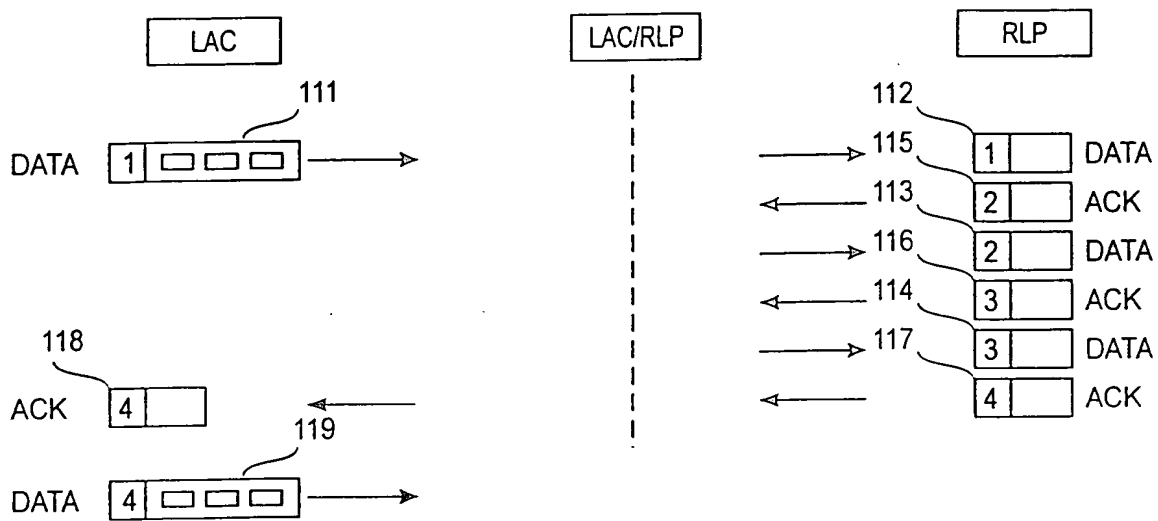 LAC LAC/RLP RLP
111 112
DATA 1 1 DATA
115
2 ACK
113
2 DATA
116
3 ACK
114
3 DATA
118 117
ACK 4 4 ACK
119
DATA 4